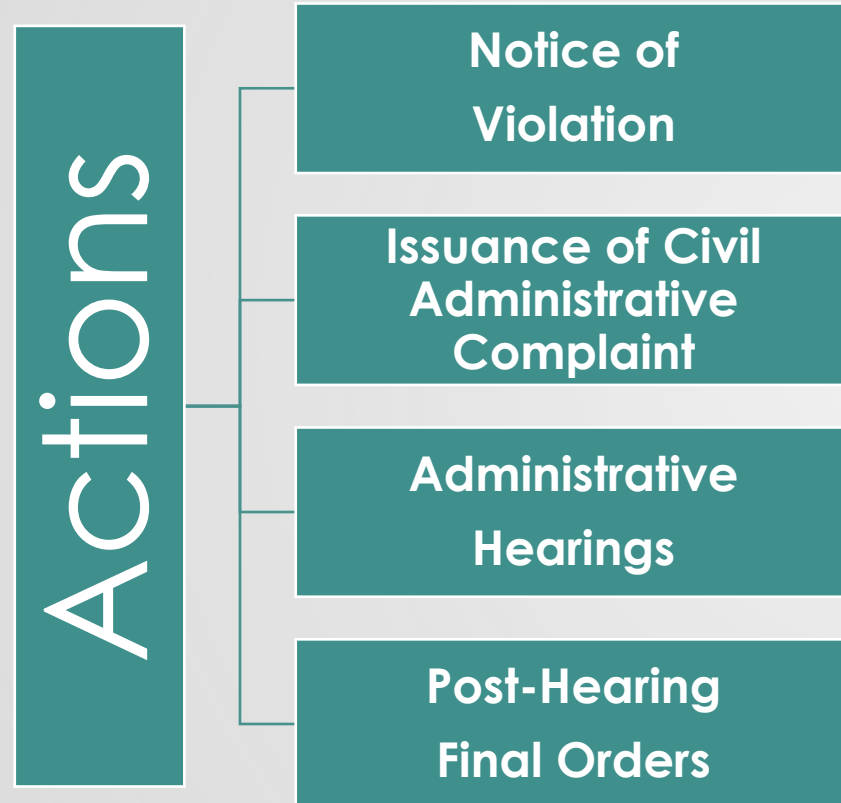 Actions
Notice of
Violation
Issuance of Civil
Administrative
Complaint
Administrative
Hearings
Post-Hearing
Final Orders